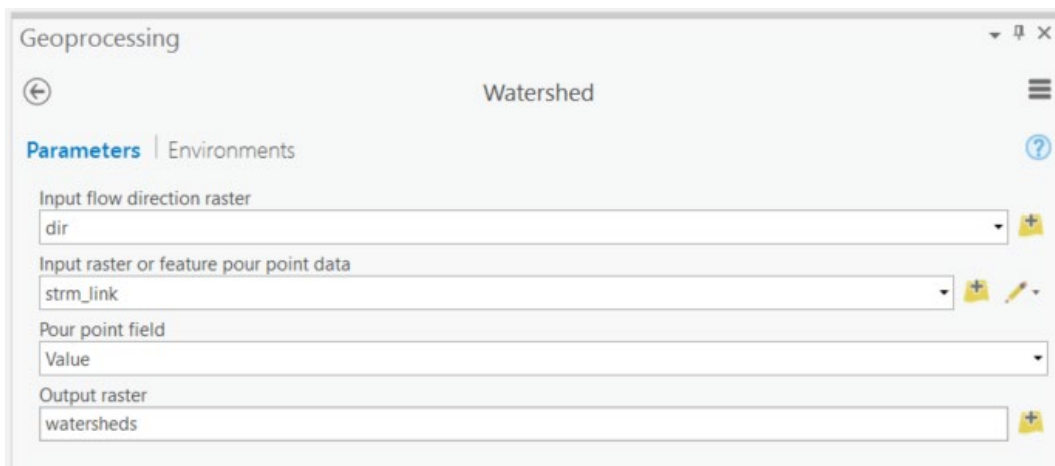 Geoprocessing
Watershed
Parameters | Environments
Input flow direction raster
dir
Input raster or feature pour point data
strm_link
Pour point field
Value
Output raster
watersheds